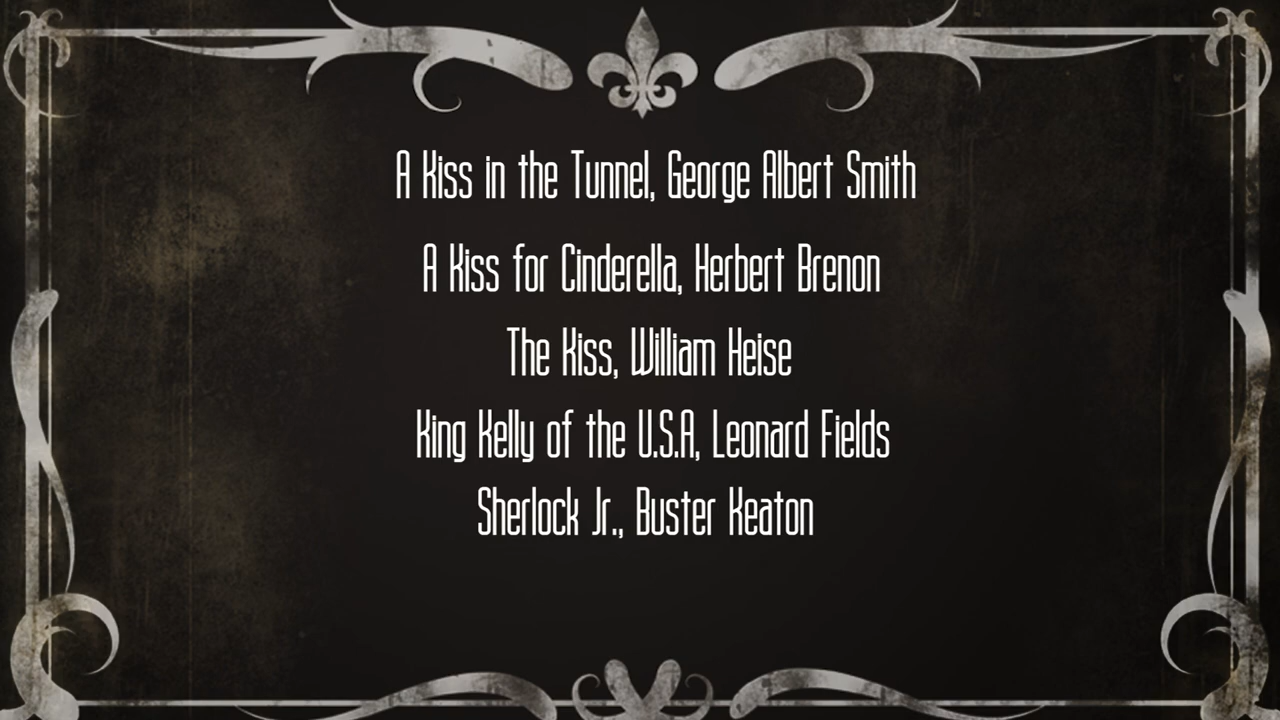 A Kiss in the Tunnel, George Albert Smith
A Kiss for Cinderella, Herbert Brenon
The Kiss, William Heise
King Kelly of the U.S.A, Leonard Fields
Sherlock Jr., Buster Keaton